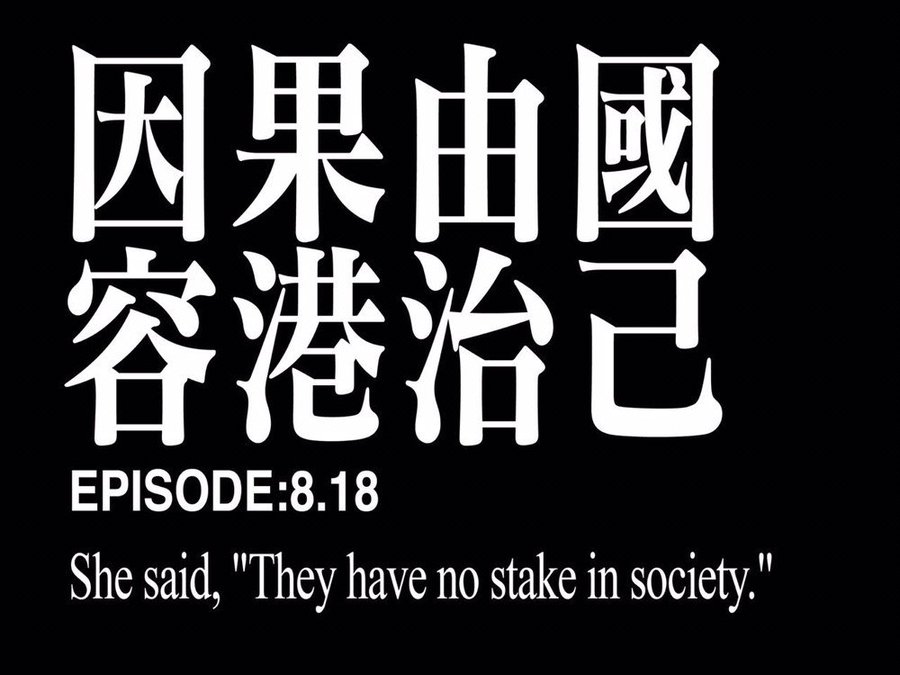 因果由國
容港治己
EPISODE:8.18
She said, "They have no stake in society."